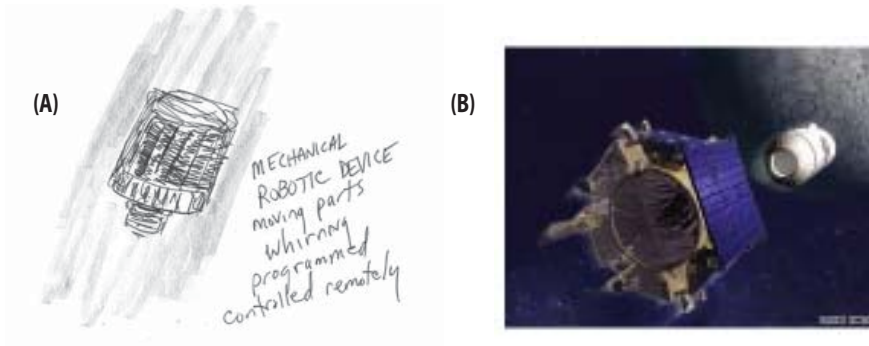 (A)
MECHANICAL
ROBOTIC DEVICE
moving parts
whirring
programmed
controlled remotely
(B)